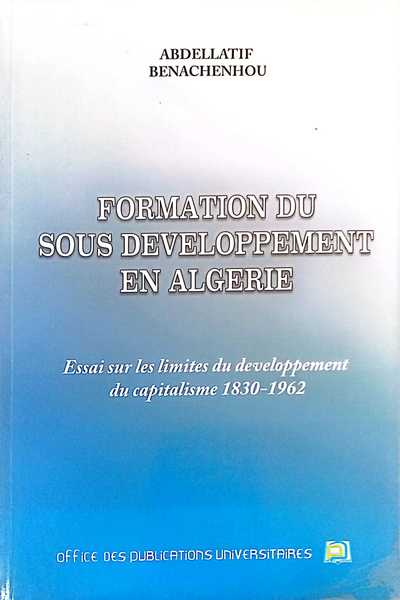 ABDELLATIF
BENACHENHOU
FORMATION DU
SOUS DEVELOPPEMENT
EN ALGERIE
Essai sur les limites du developpement
du capitalisme 1830-1962
OFFICE DES PUBLICATIONS UNIVERSITAIRES